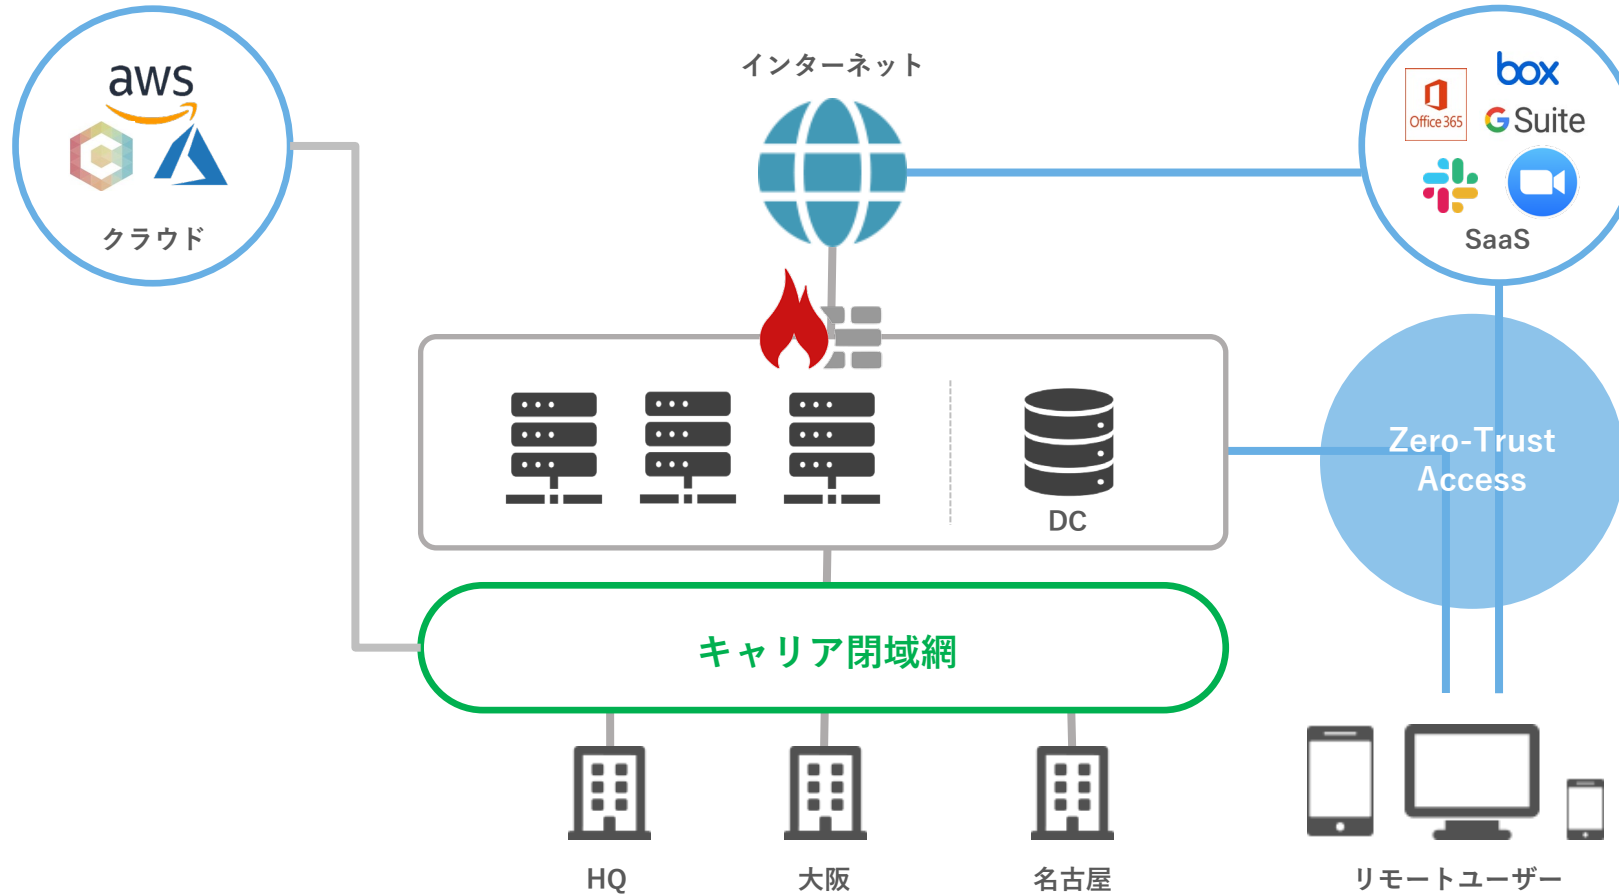 aws
クラウド
インターネット
box
Office 365
G Suite
SaaS
Zero-Trust
Access
DC
キャリア閉域網
HQ
大阪
名古屋
リモートユーザー